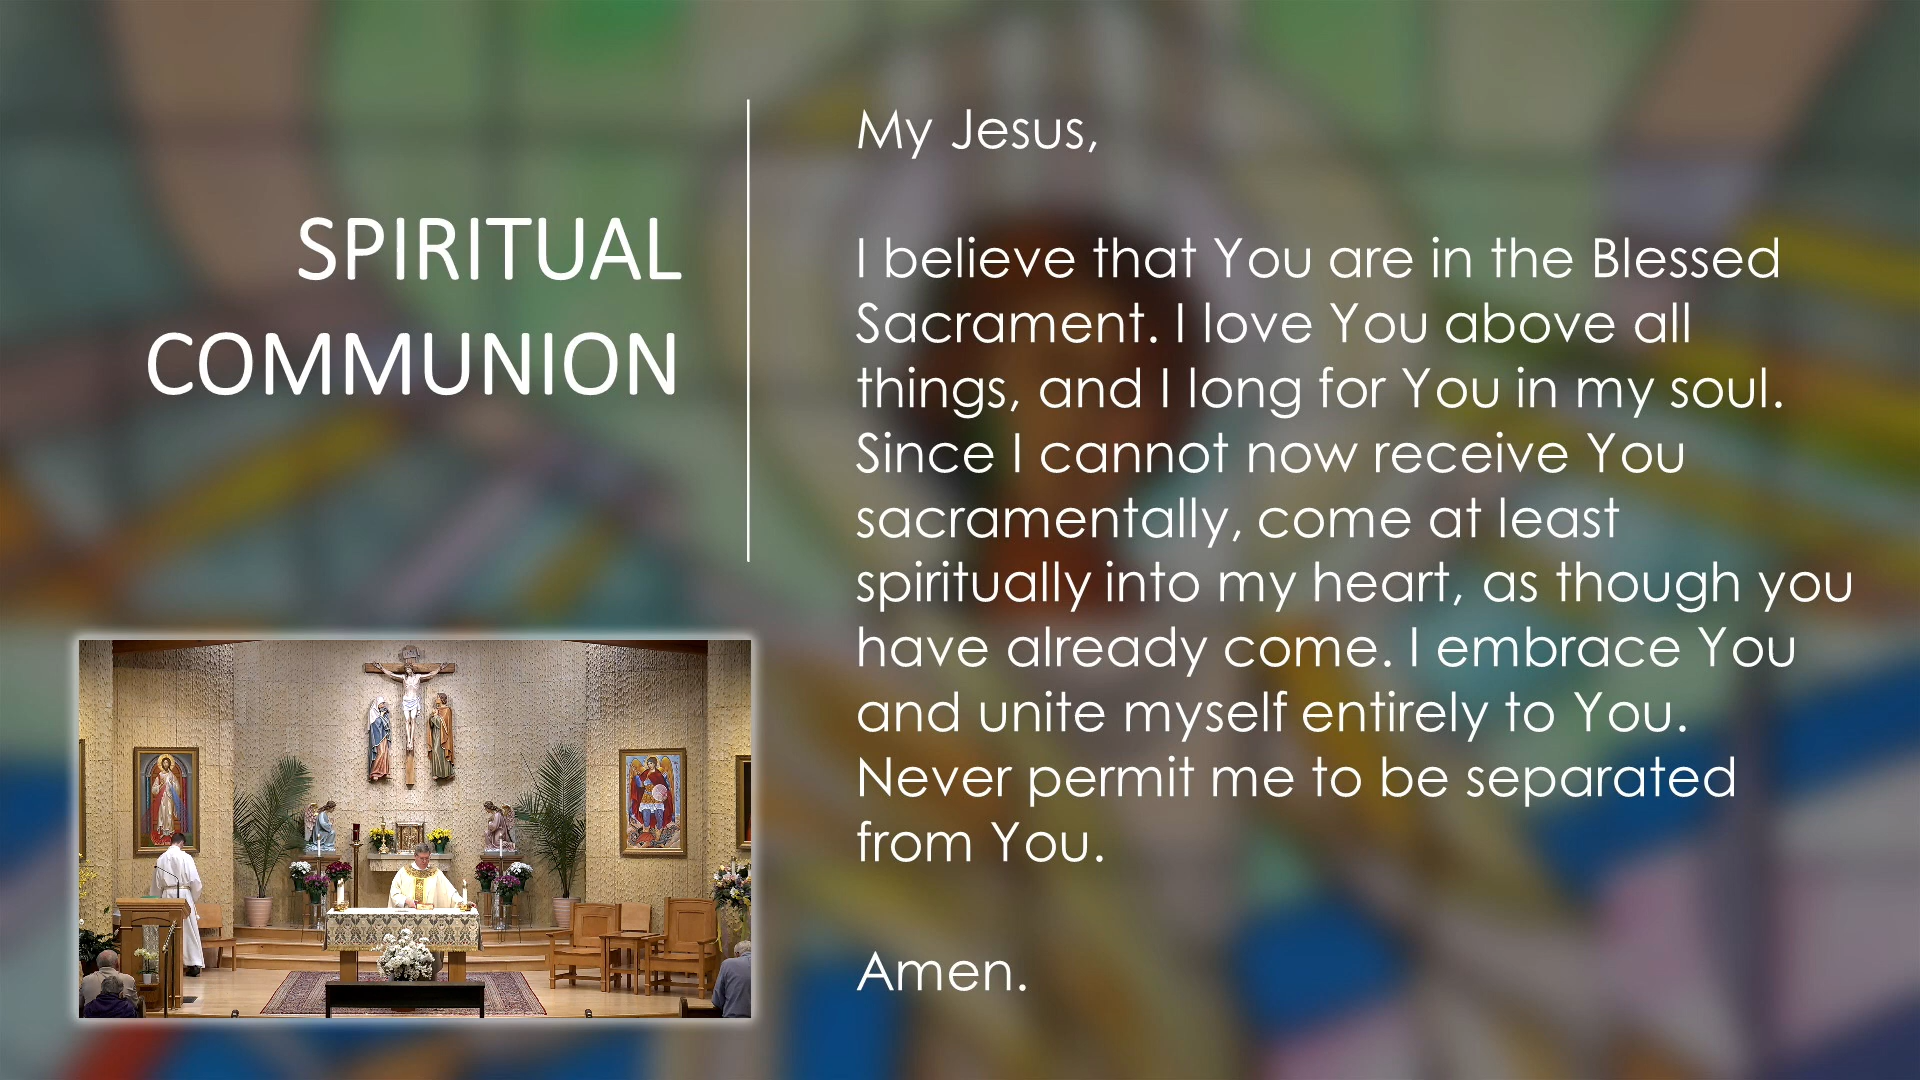 SPIRITUAL
COMMUNION
My Jesus,
I believe that You are in the Blessed
Sacrament. I love You above all
things, and I long for You in my soul.
Since I cannot now receive You
sacramentally, come at least
spiritually into my heart, as though you
have already come. I embrace You
and unite myself entirely to You.
Never permit me to be separated
from You.
Amen.